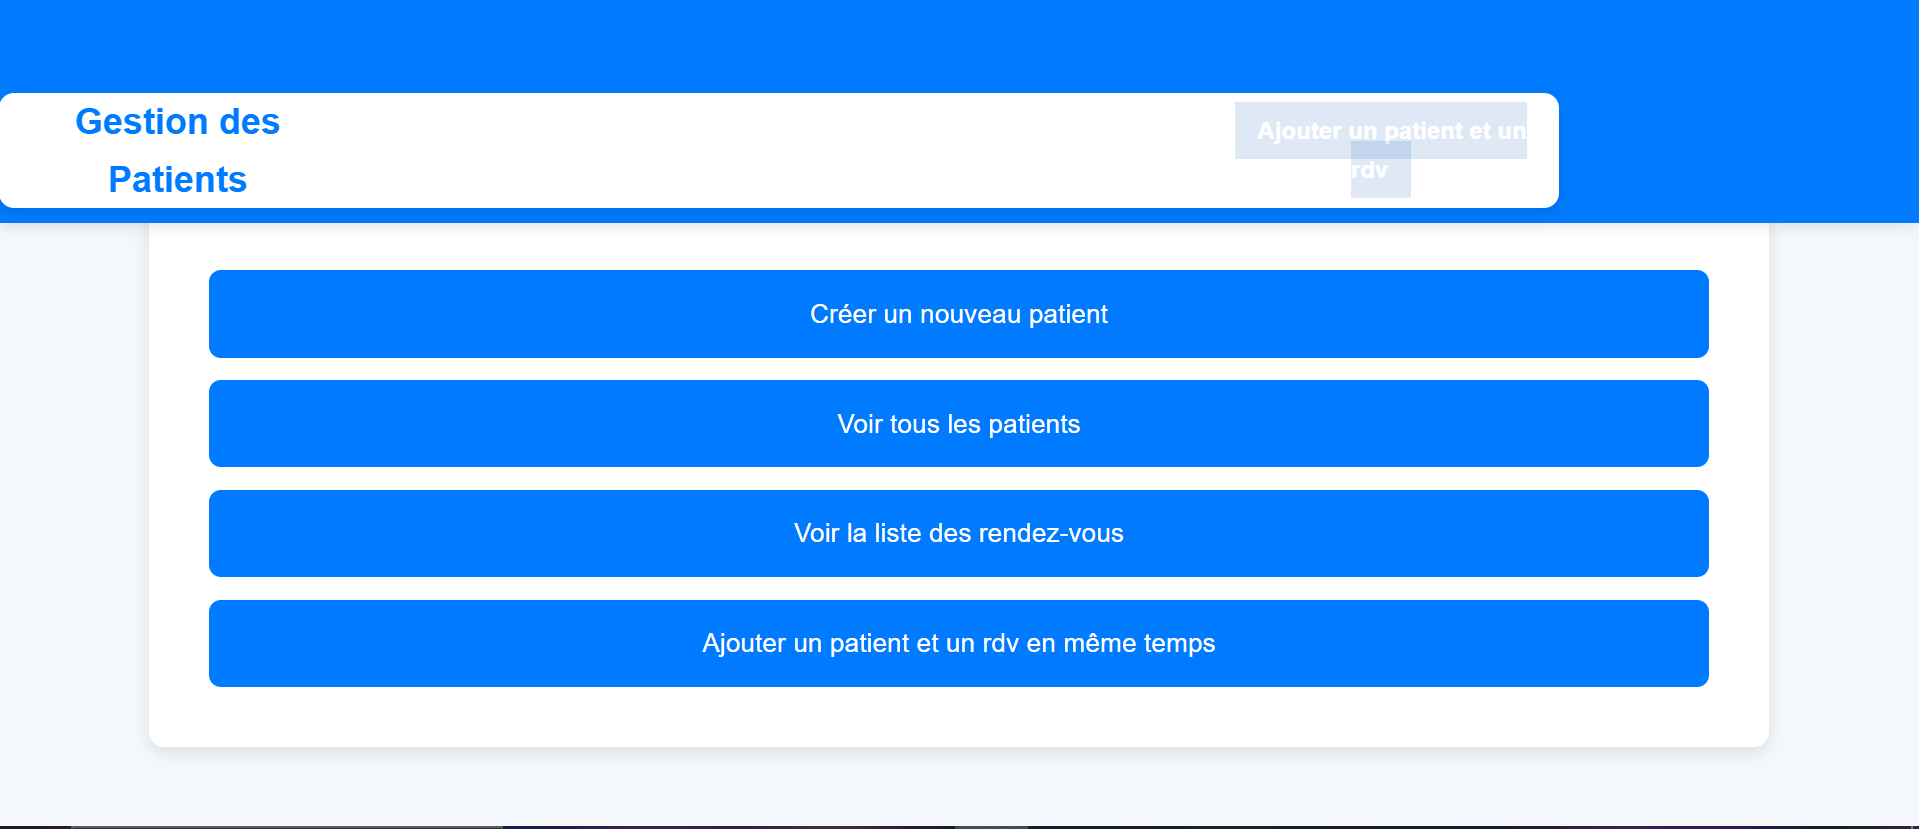 Gestion des
Patients
Ajouter un patient et un
rdv
Créer un nouveau patient
Voir tous les patients
Voir la liste des rendez-vous
Ajouter un patient et un rdv en même temps